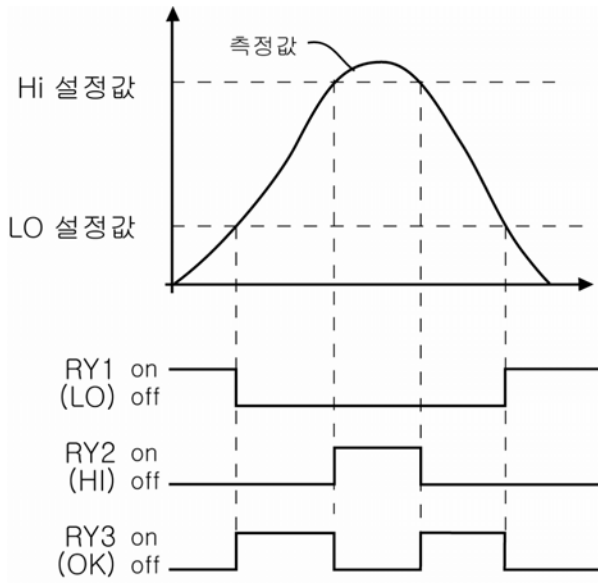 측정값
Hi 설정값
LO 설정값
RY1 on
(LO) off
RY2 on
(HI) off
RY3 on
(OK) off